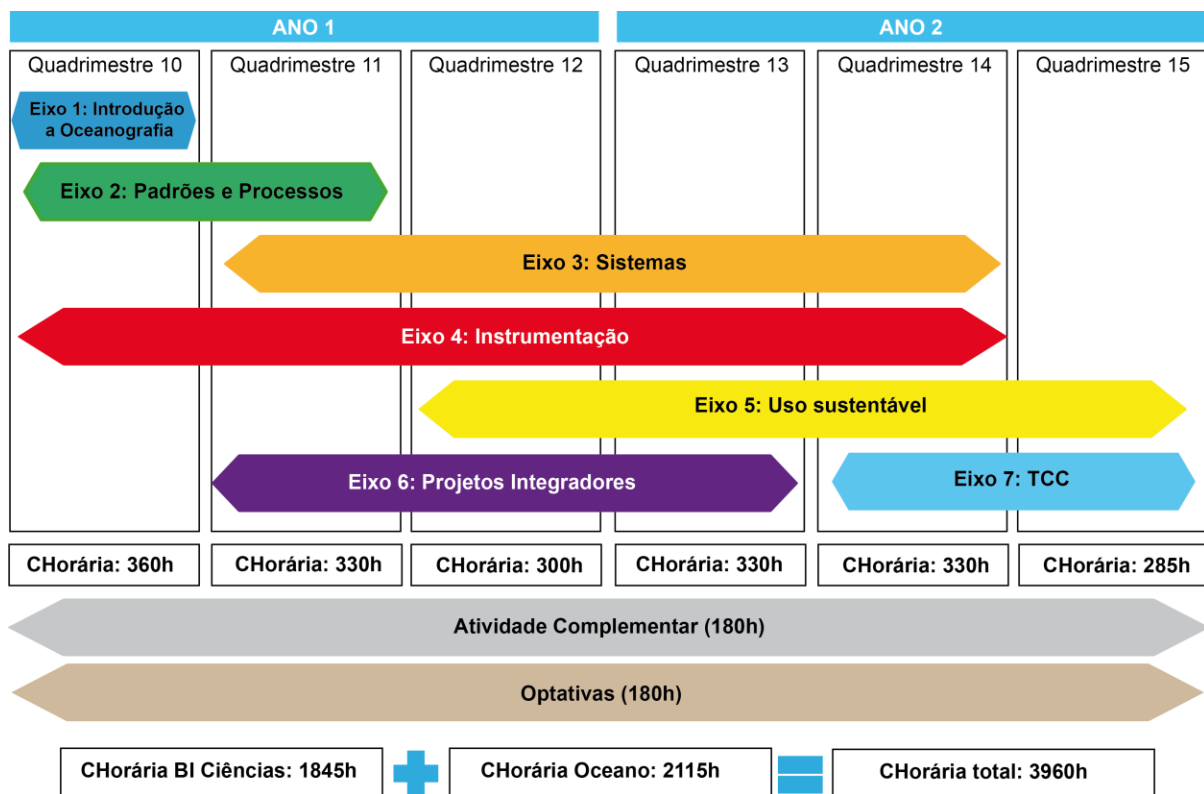 ANO 1
ANO 2
Quadrimestre 10
Quadrimestre 11
Quadrimestre 12
Quadrimestre 13
Quadrimestre 14
Quadrimestre 15
Eixo 1: Introdução
a Oceanografia
Eixo 2: Padrões e Processos
Eixo 3: Sistemas
Eixo 4: Instrumentação
Eixo 5: Uso sustentável
Eixo 6: Projetos Integradores
Eixo 7: TCC
CHorária: 360h
CHorária: 330h
CHorária: 300h
CHorária: 330h
CHorária: 330h
CHorária: 285h
Atividade Complementar (180h)
Optativas (180h)
CHorária BI Ciências: 1845h
CHorária Oceano: 2115h
CHorária total: 3960h